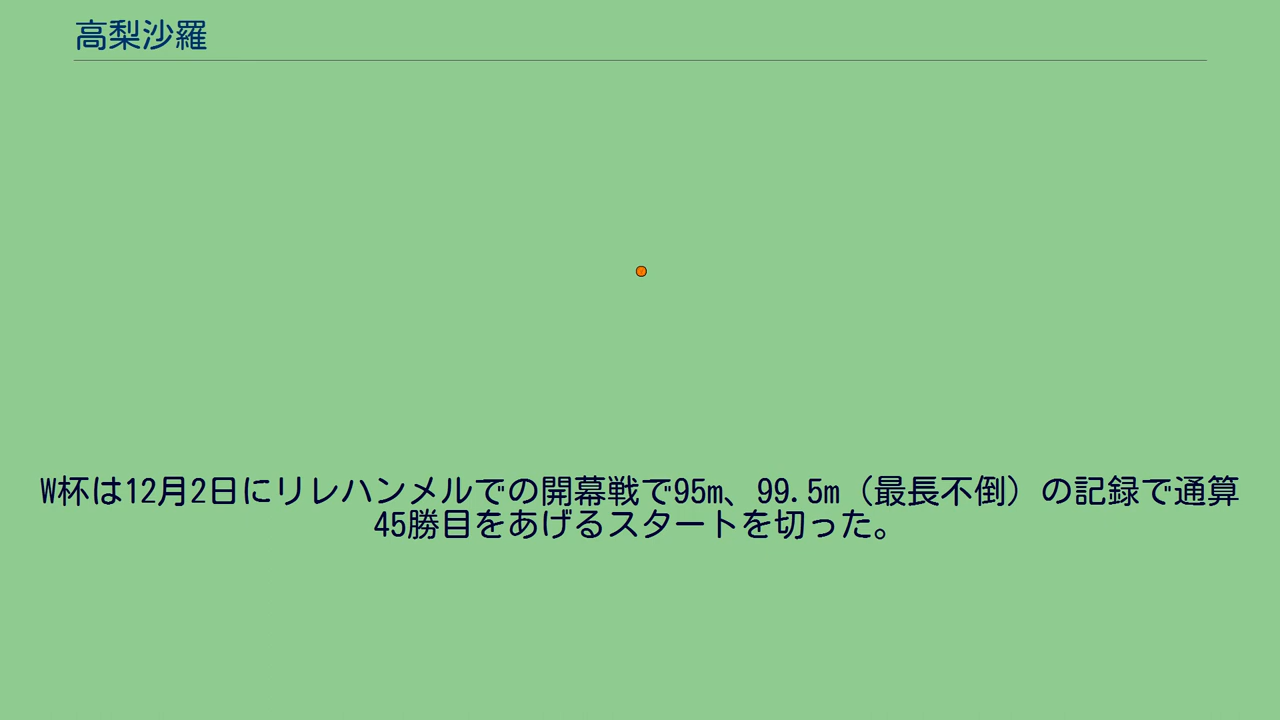 高梨沙羅
W杯は12月2日にリレハンメルでの開幕戦で95m、99.5m（最長不倒）の記録で通算
45勝目をあげるスタートを切った。